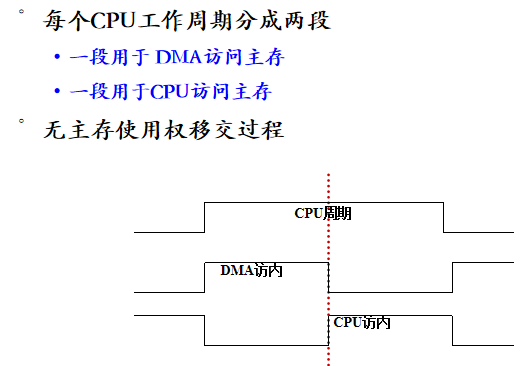 ° 每个CPU工作周期分成两段
• 一段用于 DMA访问主存
• 一段用于CPU访问主存
° 无主存使用权移交过程
CPU周期
DMA访内
CPU访内